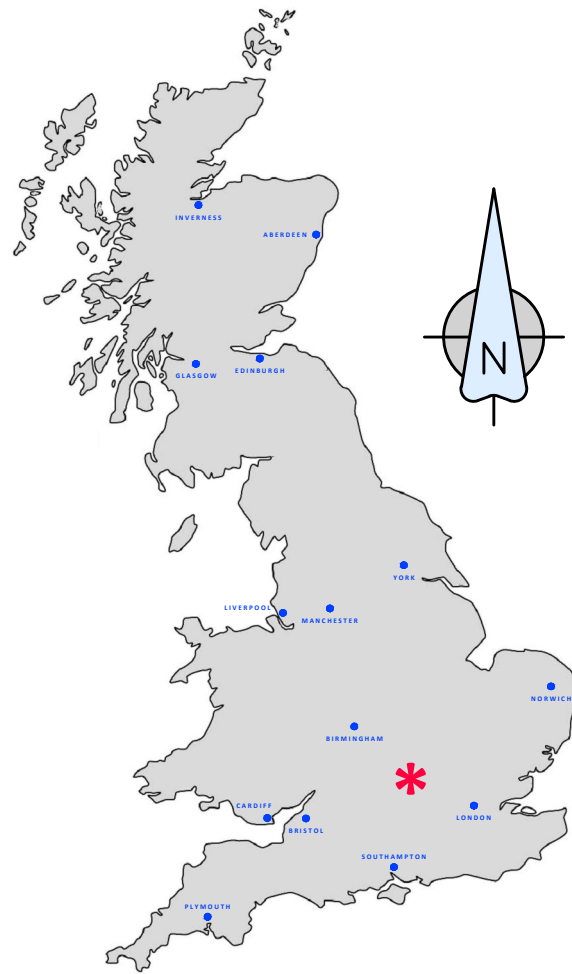 INVERNESS
ABERDEEN
N
GLASGOW
EDINBURGH
YORK
LIVERPOOL
MANCHESTER
NORWICH
BIRMINGHAM
*
CARDIFF
BRISTOL
LONDON
SOUTHAMPTON
PLYMOUTH